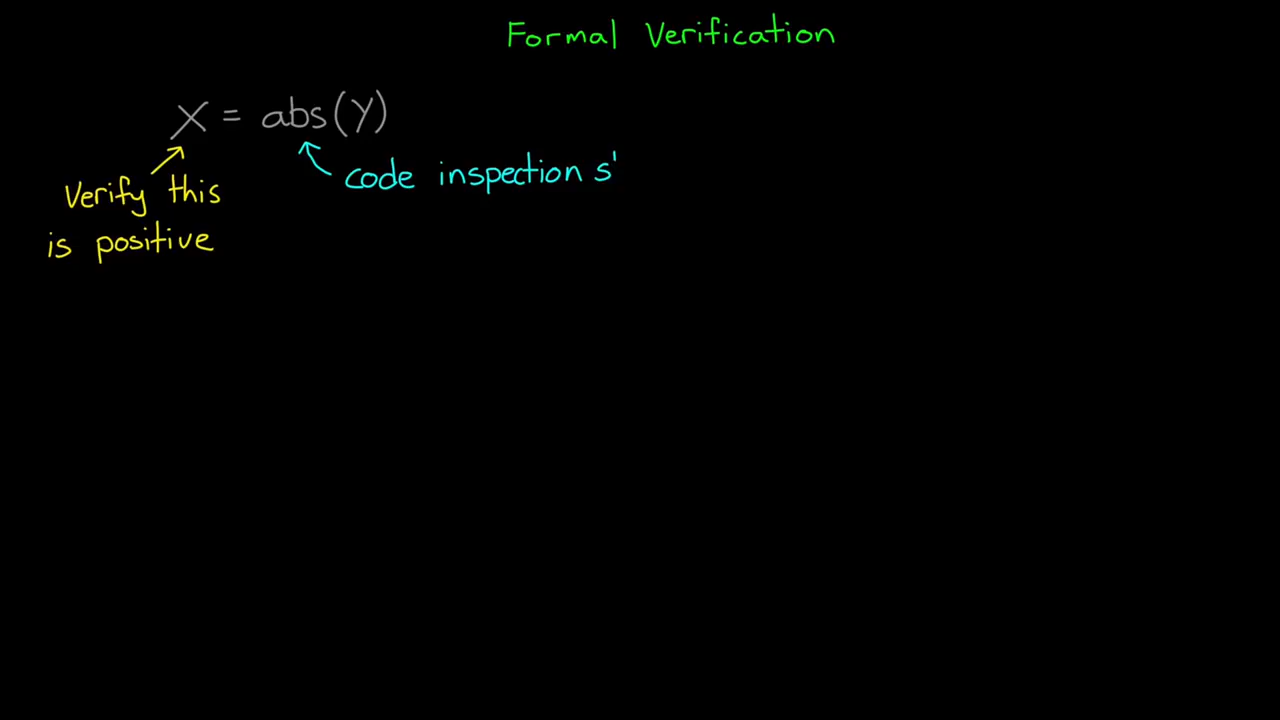 Formal Verification
X = abs(Y)
code inspection
Verify this
is positive